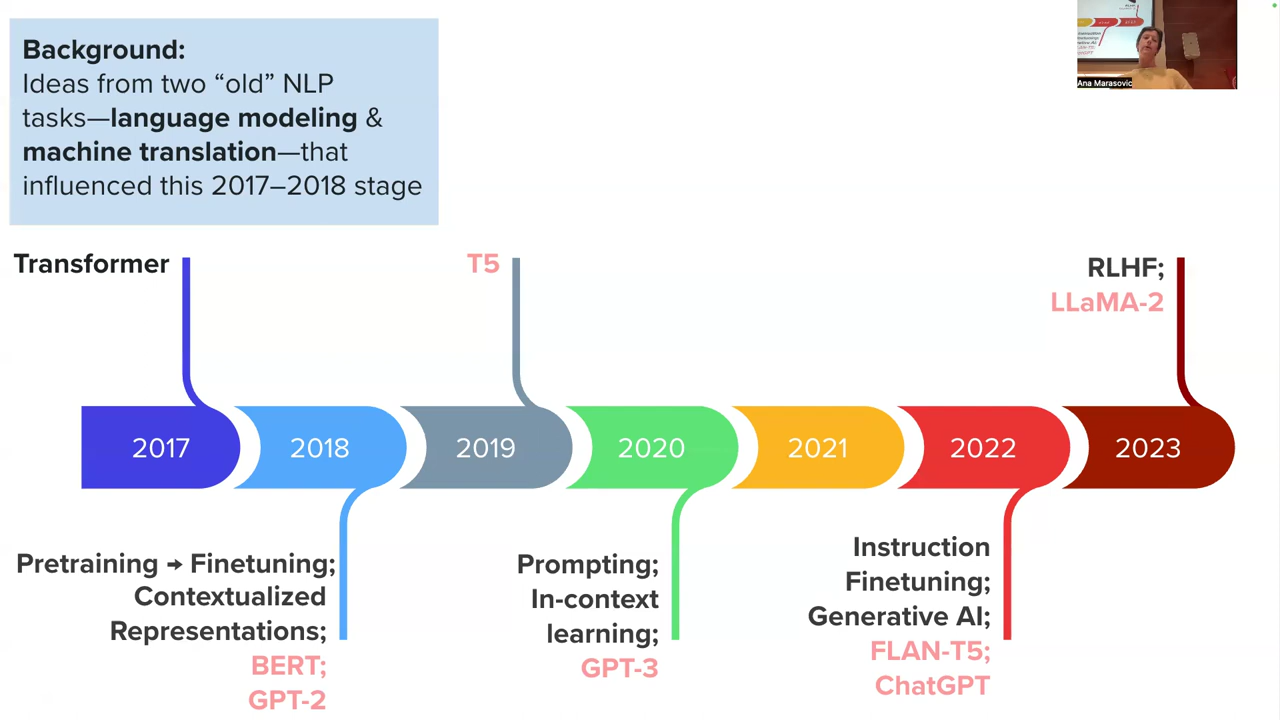 Background:
Ideas from two “old” NLP
tasks—language modeling &
machine translation—that
influenced this 2017–2018 stage
Ana Marasovic
Transformer
T5
RLHF;
LLaMA-2
2017
2018
2019
2020
2021
2022
2023
Pretraining → Finetuning;
Contextualized
Representations;
BERT;
GPT-2
Prompting;
In-context
learning;
GPT-3
Instruction
Finetuning;
Generative AI;
FLAN-T5;
ChatGPT